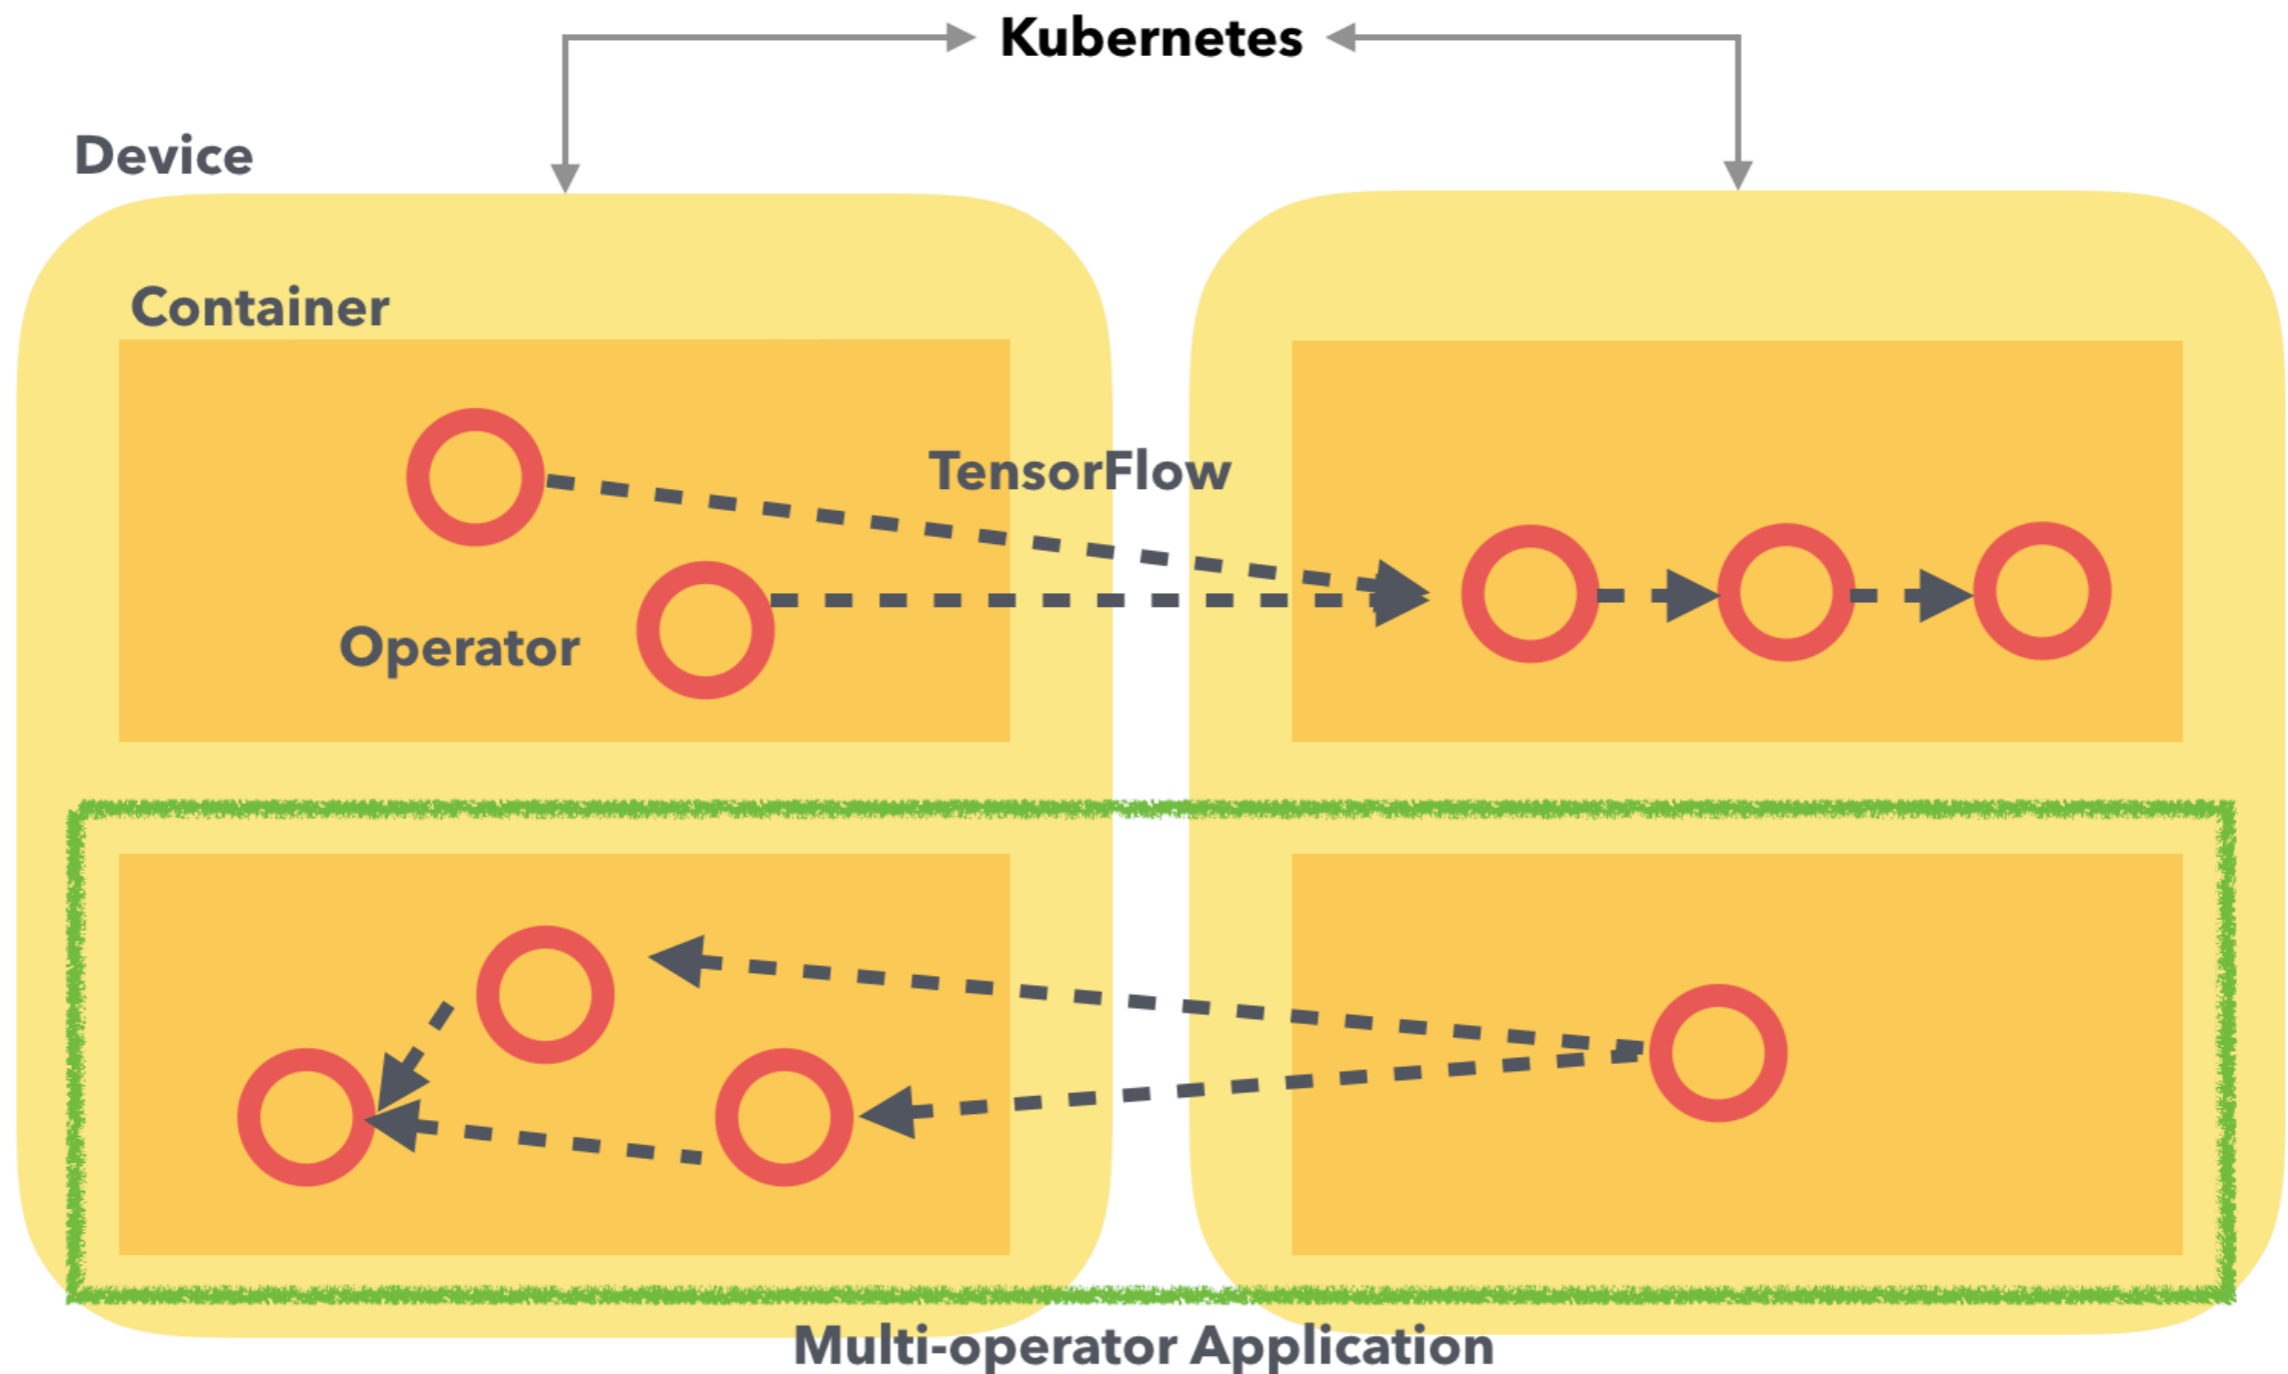 Kubernetes
Device
Container
TensorFlow
Operator
Multi-operator Application